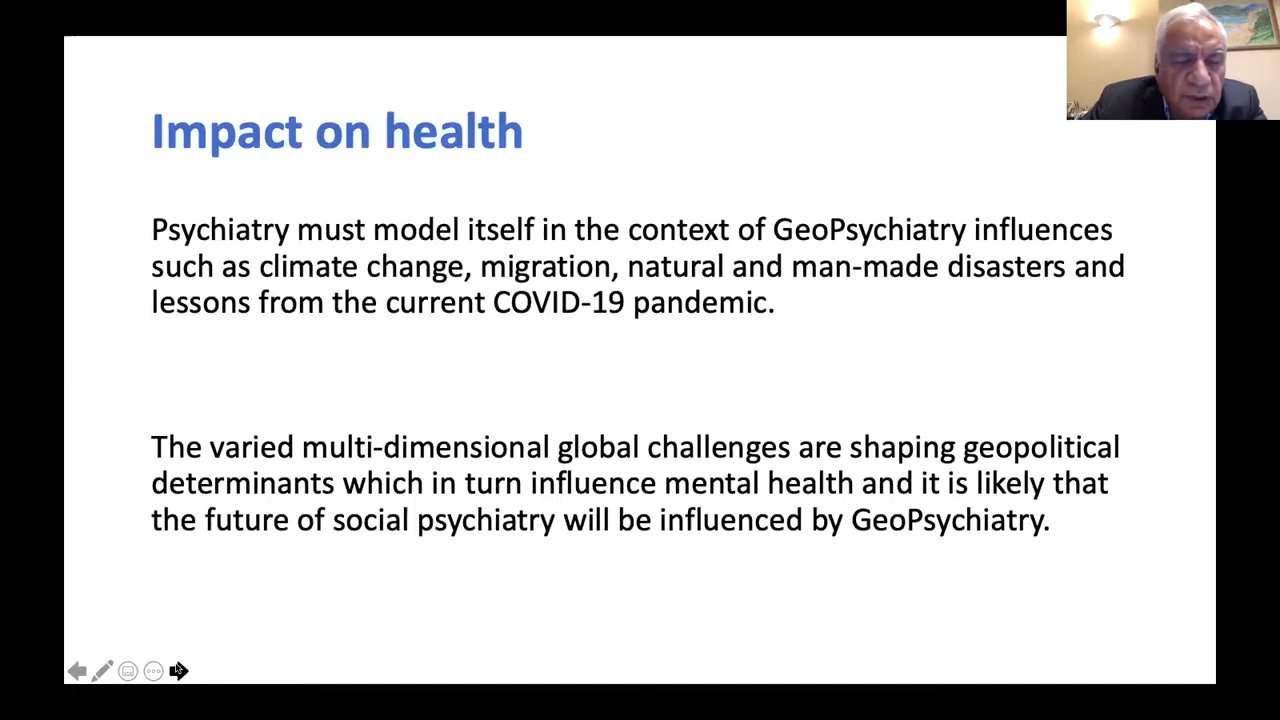 Impact on health
Psychiatry must model itself in the context of GeoPsychiatry influences
such as climate change, migration, natural and man-made disasters and
lessons from the current COVID-19 pandemic.
The varied multi-dimensional global challenges are shaping geopolitical
determinants which in turn influence mental health and it is likely that
the future of social psychiatry will be influenced by GeoPsychiatry.